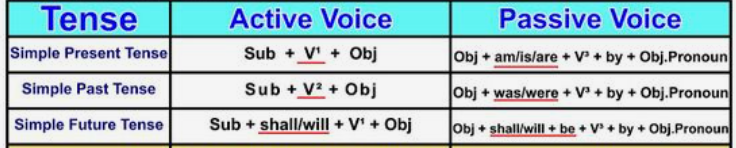 Tense Active Voice Passive Voice
Simple Present Tense Sub + V¹ + Obj Obj + am/is/are + V³ + by + Obj.Pronoun
Simple Past Tense Sub + V² + Obj Obj + was/were + V³ + by + Obj.Pronoun
Simple Future Tense Sub + shall/will + V¹ + Obj Obj + shall/will + be + V³ + by + Obj.Pronoun